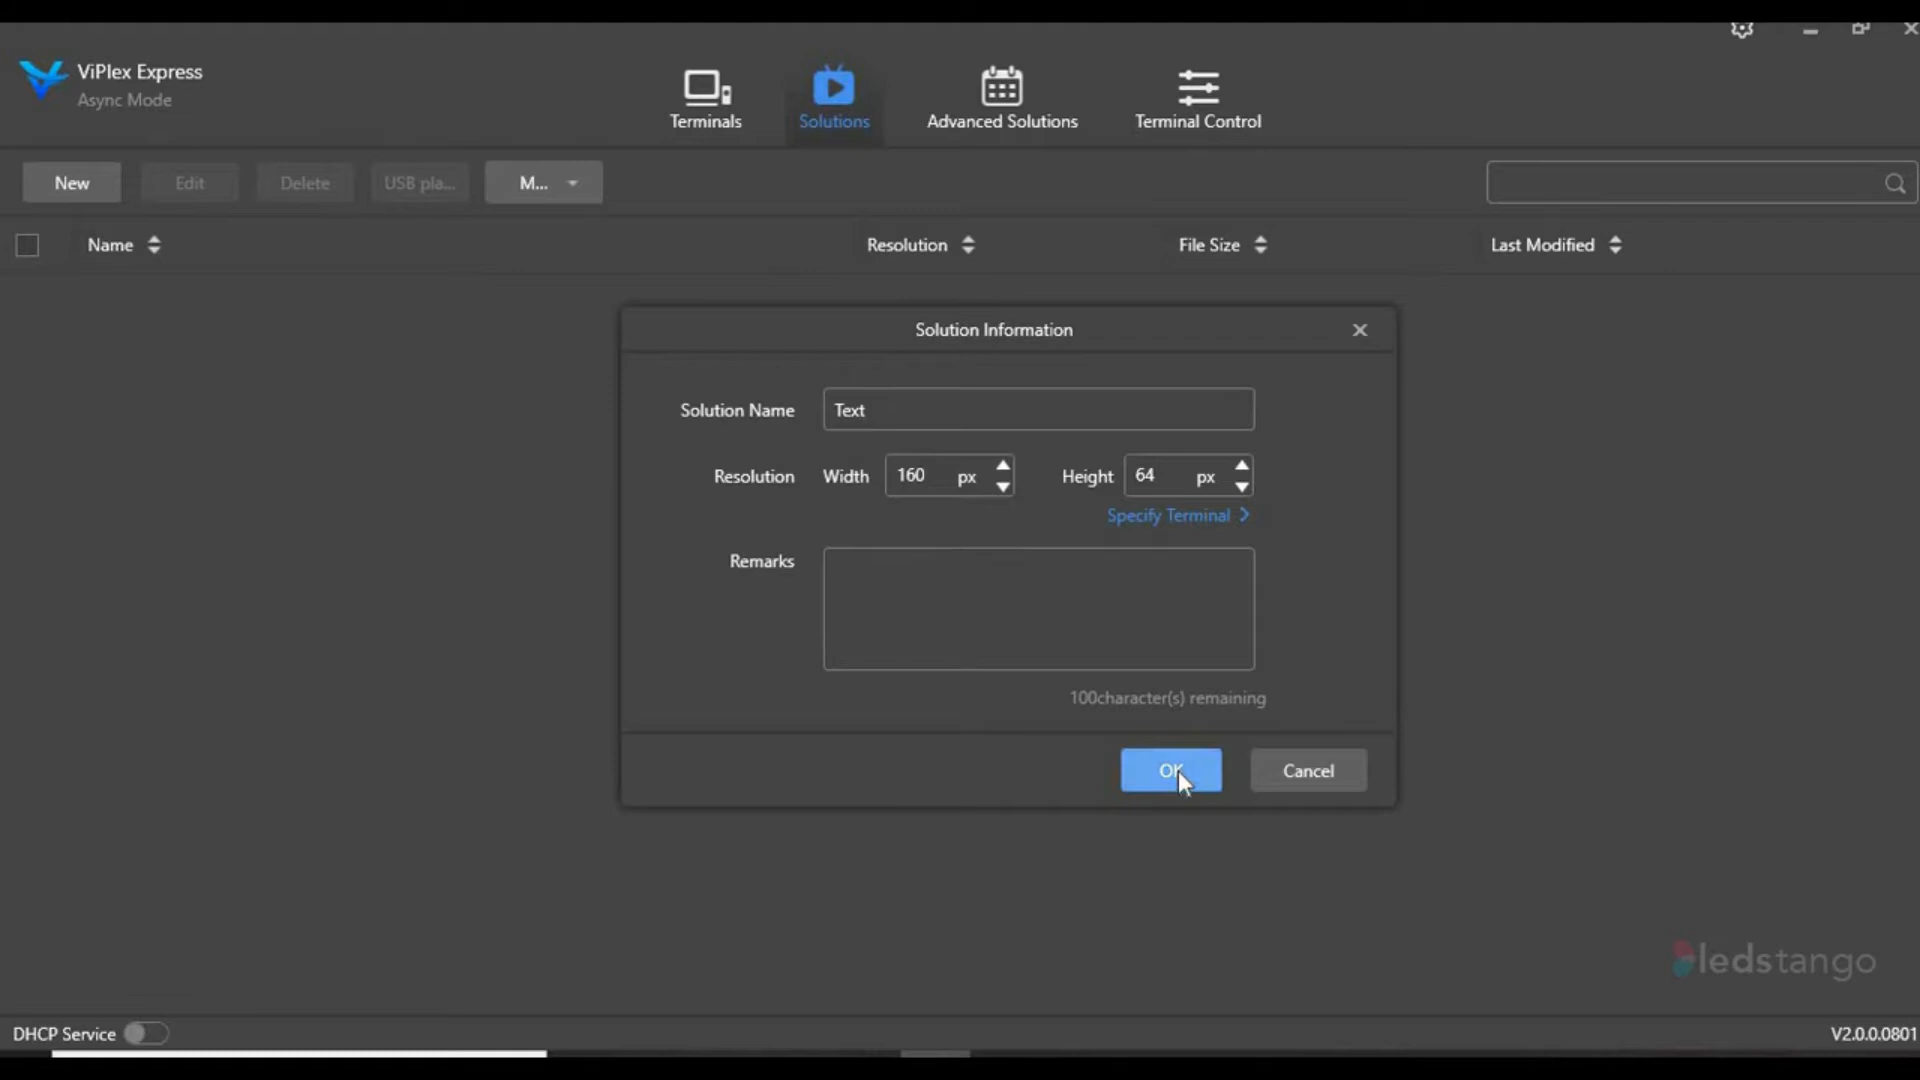 ViPlex Express
Async Mode
Terminals
Solutions
Advanced Solutions
Terminal Control
New
Edit
Delete
USB pla...
M...
Name
Resolution
File Size
Last Modified
Solution Information
Solution Name
Text
Resolution
Width
160
px
Height
64
px
Specify Terminal
Remarks
100character(s) remaining
OK
Cancel
ledstango
DHCP Service
V2.0.0.0801